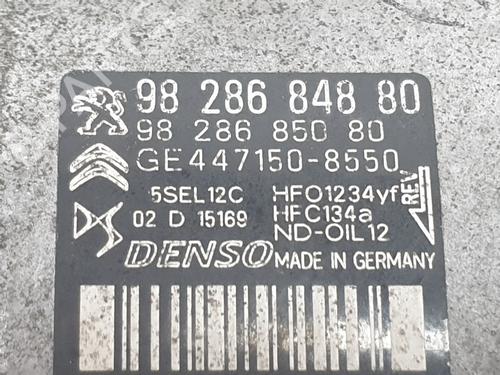 98 286 848 80
98 286 850 80
GE447150-8550
5SEL12C HFO1234yf
02 D 15169 HFC134a
ND-OIL12
REV
DENSO MADE IN GERMANY